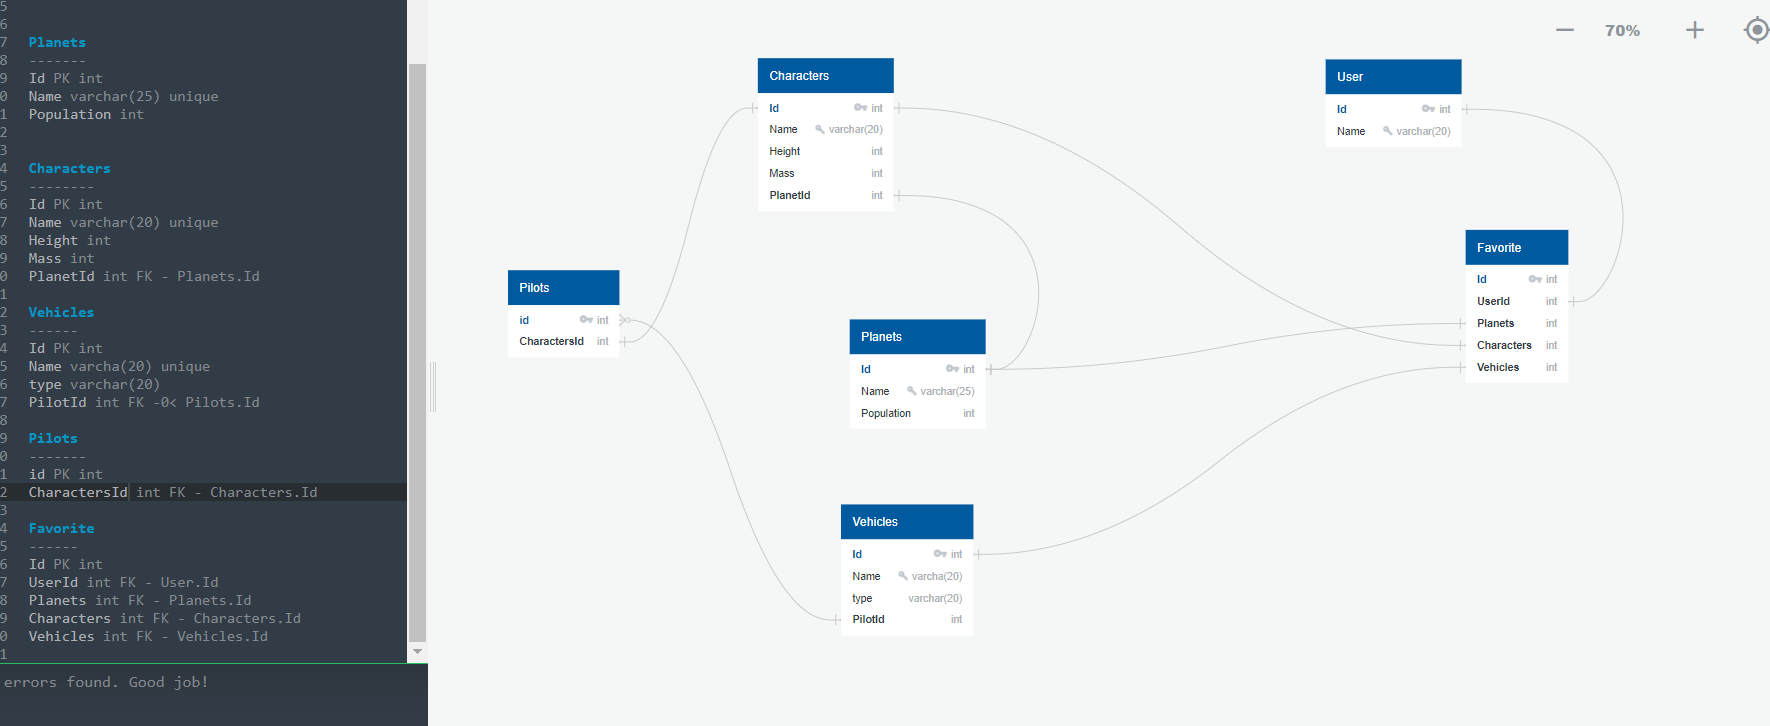 5
6
7 Planets
8 -------
9 Id PK int
0 Name varchar(25) unique
1 Population int
2
3
4 Characters
5 --------
6 Id PK int
7 Name varchar(20) unique
8 Height int
9 Mass int
0 PlanetId int FK - Planets.Id
1
2 Vehicles
3 ------
4 Id PK int
5 Name varcha(20) unique
6 type varchar(20)
7 PilotId int FK -0< Pilots.Id
8
9 Pilots
0 -------
1 id PK int
2 CharactersId int FK - Characters.Id
3
4 Favorite
5 ------
6 Id PK int
7 UserId int FK - User.Id
8 Planets int FK - Planets.Id
9 Characters int FK - Characters.Id
0 Vehicles int FK - Vehicles.Id
1
errors found. Good job!
70%
Characters
Id int
Name varchar(20)
Height int
Mass int
PlanetId int
User
Id int
Name varchar(20)
Favorite
Id int
UserId int
Planets int
Characters int
Vehicles int
Pilots
id int
CharactersId int
Planets
Id int
Name varchar(25)
Population int
Vehicles
Id int
Name varcha(20)
type varchar(20)
PilotId int